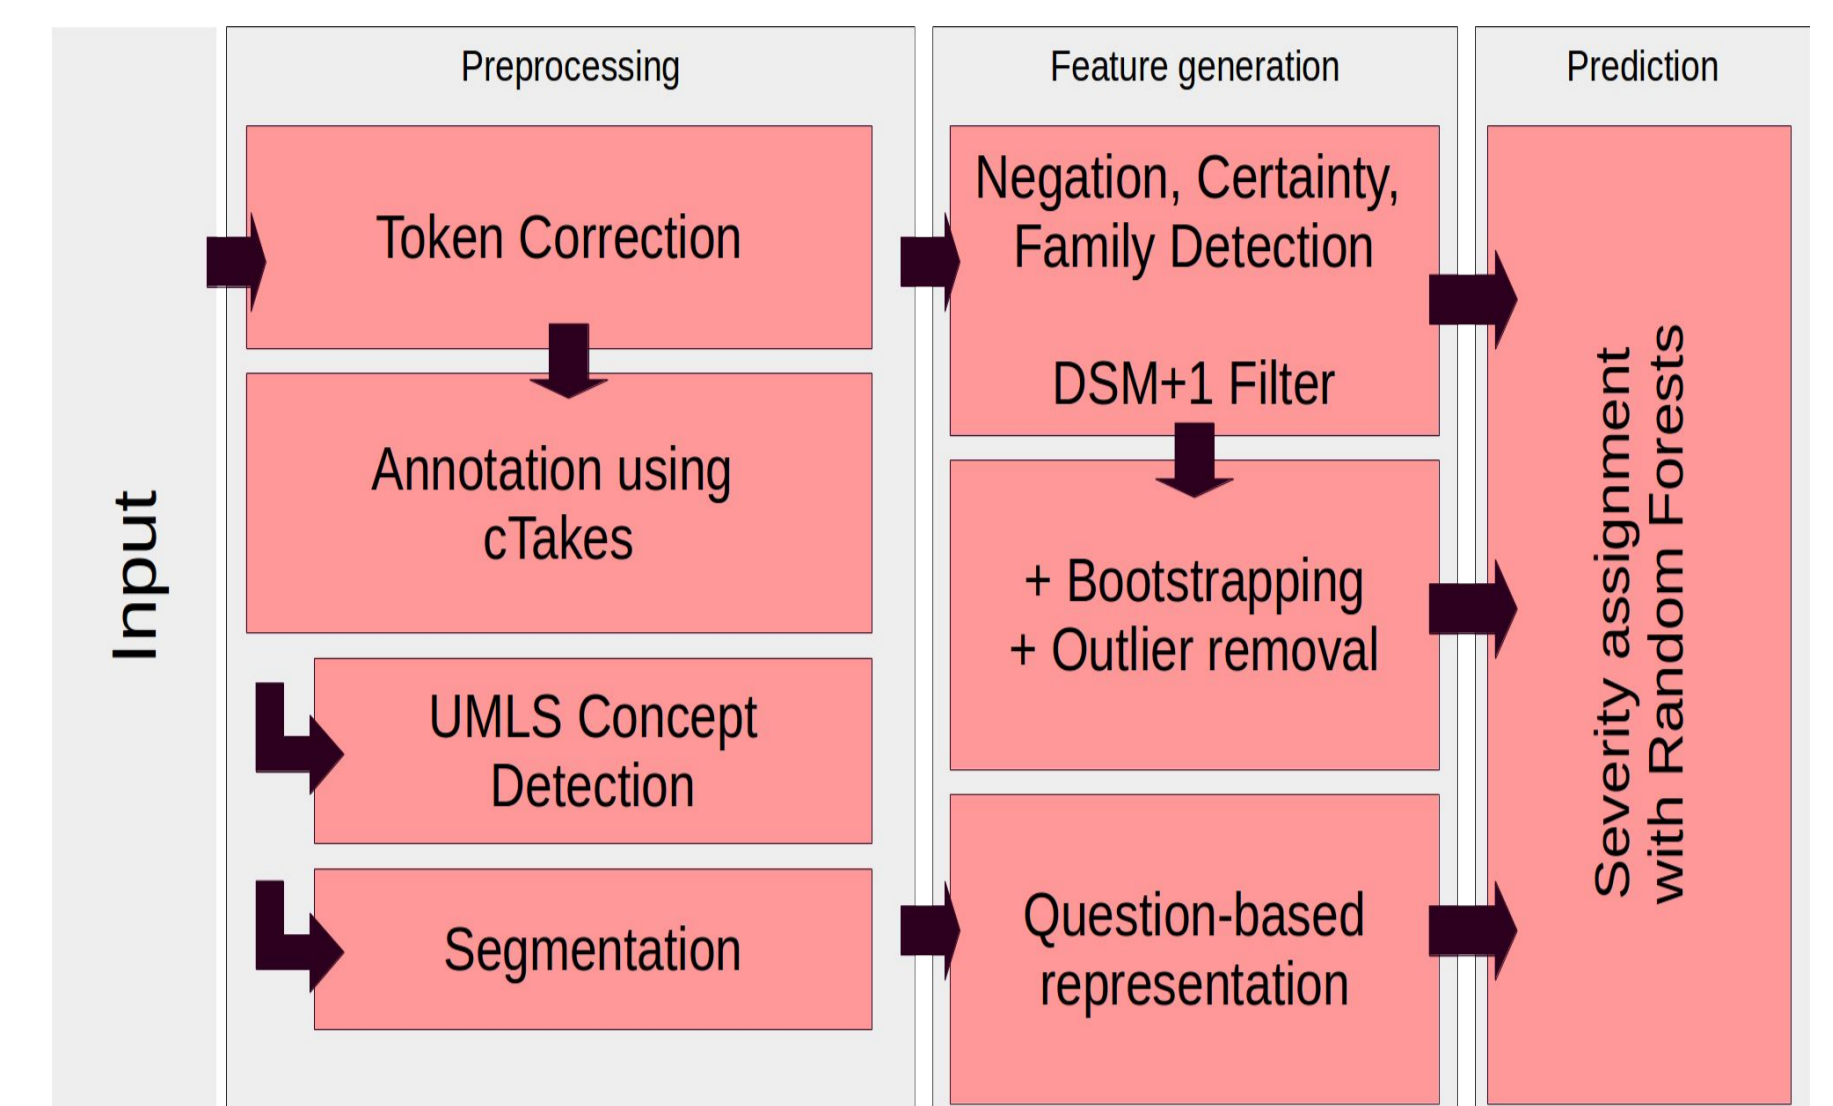 Input
Preprocessing
Token Correction
Annotation using
cTakes
UMLS Concept
Detection
Segmentation
Feature generation
Negation, Certainty,
Family Detection
DSM+1 Filter
+ Bootstrapping
+ Outlier removal
Question-based
representation
Prediction
Severity assignment
with Random Forests